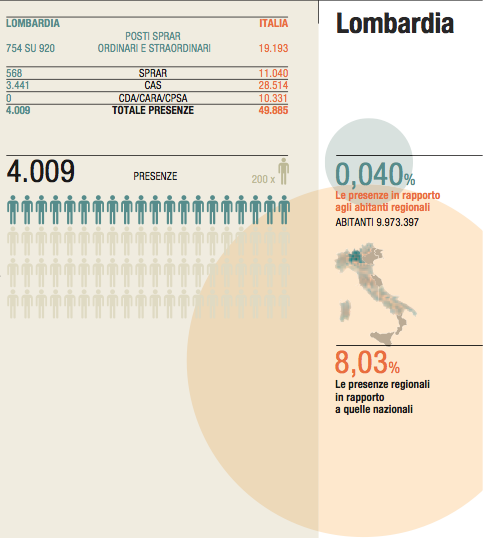 LOMBARDIA ITALIA
POSTI SPRAR
754 SU 920 ORDINARI E STRAORDINARI 19.193
568 SPRAR 11.040
3.441 CAS 28.514
0 CDA/CARA/CPSA 10.331
4.009 TOTALE PRESENZE 49.885
4.009 PRESENZE 200 x
Lombardia
0,040%
Le presenze in rapporto
agli abitanti regionali
ABITANTI 9.973.397
8,03%
Le presenze regionali
in rapporto
a quelle nazionali